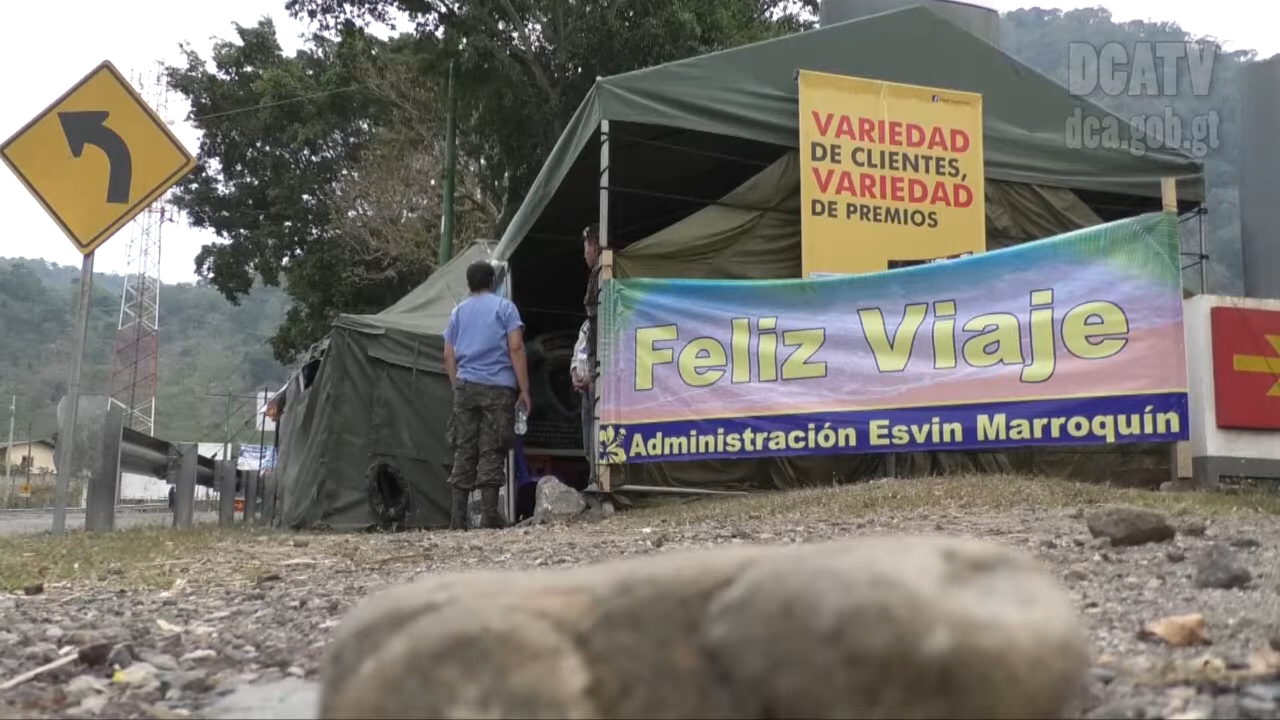 DCATV
dca.gob.gt
VARIEDAD
DE CLIENTES,
VARIEDAD
DE PREMIOS
Feliz Viaje
Administración Esvin Marroquín